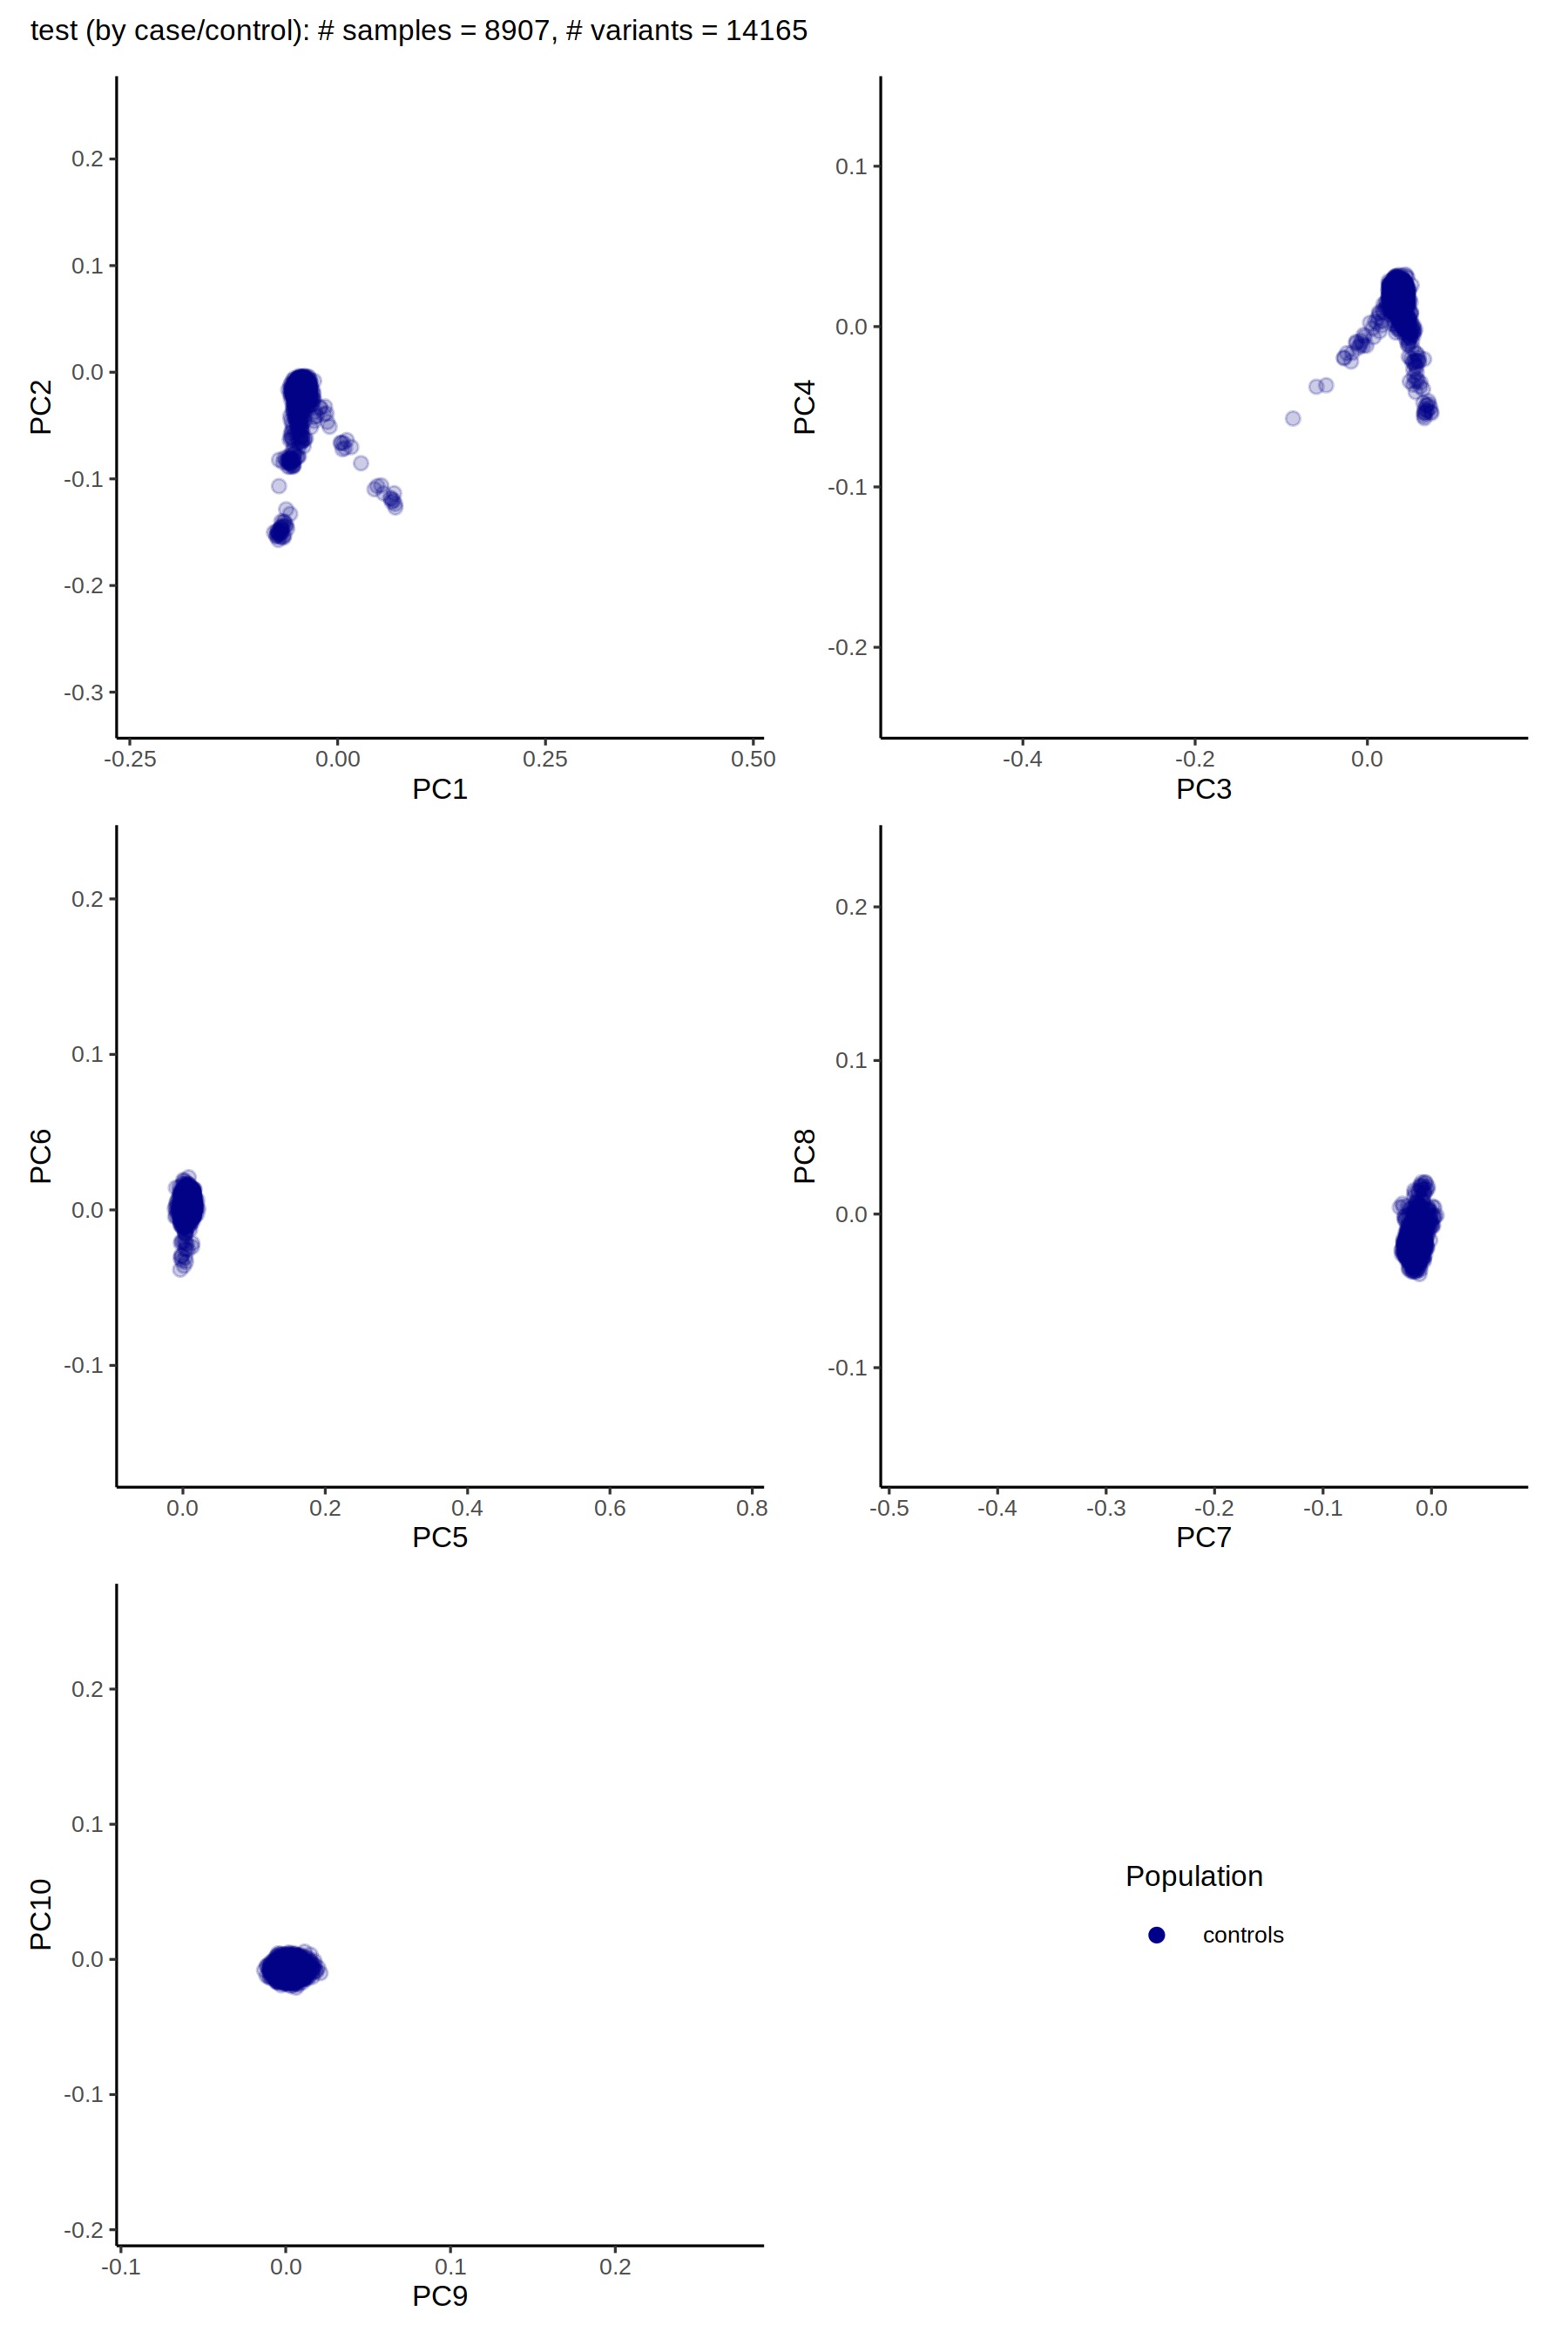 test (by case/control): # samples = 8907, # variants = 14165
0.2
0.1
0.0
-0.1
-0.2
-0.3
PC2
-0.25 0.00 0.25 0.50
PC1
0.1
0.0
-0.1
-0.2
PC4
-0.4 -0.2 0.0
PC3
0.2
0.1
0.0
-0.1
PC6
0.0 0.2 0.4 0.6 0.8
PC5
0.2
0.1
0.0
-0.1
PC8
-0.5 -0.4 -0.3 -0.2 -0.1 0.0
PC7
0.2
0.1
0.0
-0.1
-0.2
PC10
-0.1 0.0 0.1 0.2
PC9
Population
controls